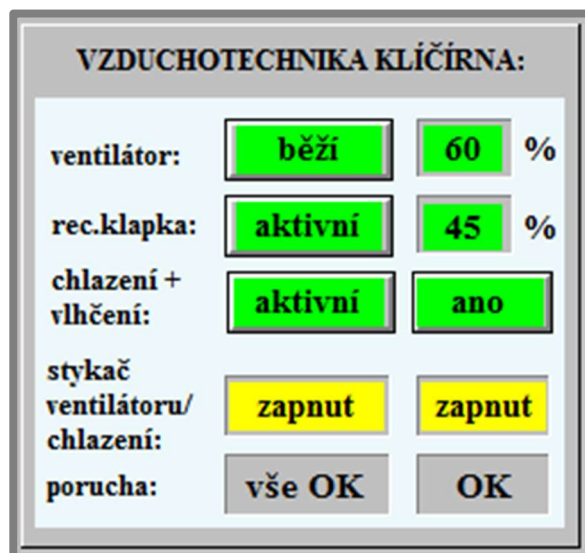 VZDUCHOTECHNIKA KLÍČÍRNA:
ventilátor: běží 60 %
rec.klapka: aktivní 45 %
chlazení +
vlhčení: aktivní ano
stykač
ventilátoru/ zapnut zapnut
chlazení:
porucha: vše OK OK